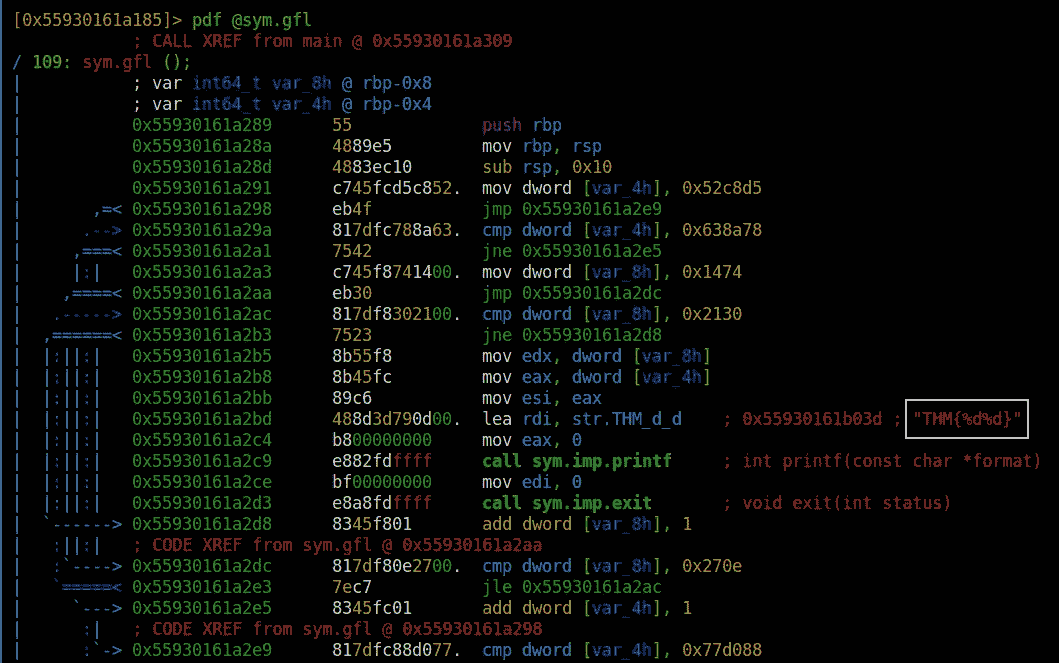 [0x55930161a185]> pdf @sym.gfl
; CALL XREF from main @ 0x55930161a309
/ 109: sym.gfl ();
| ; var int64_t var_8h @ rbp-0x8
| ; var int64_t var_4h @ rbp-0x4
| 0x55930161a289 55 push rbp
| 0x55930161a28a 4889e5 mov rbp, rsp
| 0x55930161a28d 4883ec10 sub rsp, 0x10
| 0x55930161a291 c745fcd5c852. mov dword [var_4h], 0x52c8d5
| ,=< 0x55930161a298 eb4f jmp 0x55930161a2e9
| .--> 0x55930161a29a 817dfc788a63. cmp dword [var_4h], 0x638a78
| ,===< 0x55930161a2a1 7542 jne 0x55930161a2e5
| |:| 0x55930161a2a3 c745f8741400. mov dword [var_8h], 0x1474
| ,====< 0x55930161a2aa eb30 jmp 0x55930161a2dc
| .-----> 0x55930161a2ac 817df8302100. cmp dword [var_8h], 0x2130
| ,======< 0x55930161a2b3 7523 jne 0x55930161a2d8
| |:||:| 0x55930161a2b5 8b55f8 mov edx, dword [var_8h]
| |:||:| 0x55930161a2b8 8b45fc mov eax, dword [var_4h]
| |:||:| 0x55930161a2bb 89c6 mov esi, eax
| |:||:| 0x55930161a2bd 488d3d790d00. lea rdi, str.THM_d_d ; 0x55930161b03d ; "THM{%d%d}"
| |:||:| 0x55930161a2c4 b800000000 mov eax, 0
| |:||:| 0x55930161a2c9 e882fdffff call sym.imp.printf ; int printf(const char *format)
| |:||:| 0x55930161a2ce bf00000000 mov edi, 0
| |:||:| 0x55930161a2d3 e8a8fdffff call sym.imp.exit ; void exit(int status)
| `------> 0x55930161a2d8 8345f801 add dword [var_8h], 1
| :||:| ; CODE XREF from sym.gfl @ 0x55930161a2aa
| :`----> 0x55930161a2dc 817df80e2700. cmp dword [var_8h], 0x270e
| `=====< 0x55930161a2e3 7ec7 jle 0x55930161a2ac
| `---> 0x55930161a2e5 8345fc01 add dword [var_4h], 1
| :| ; CODE XREF from sym.gfl @ 0x55930161a298
| :`-> 0x55930161a2e9 817dfc88d077. cmp dword [var_4h], 0x77d088